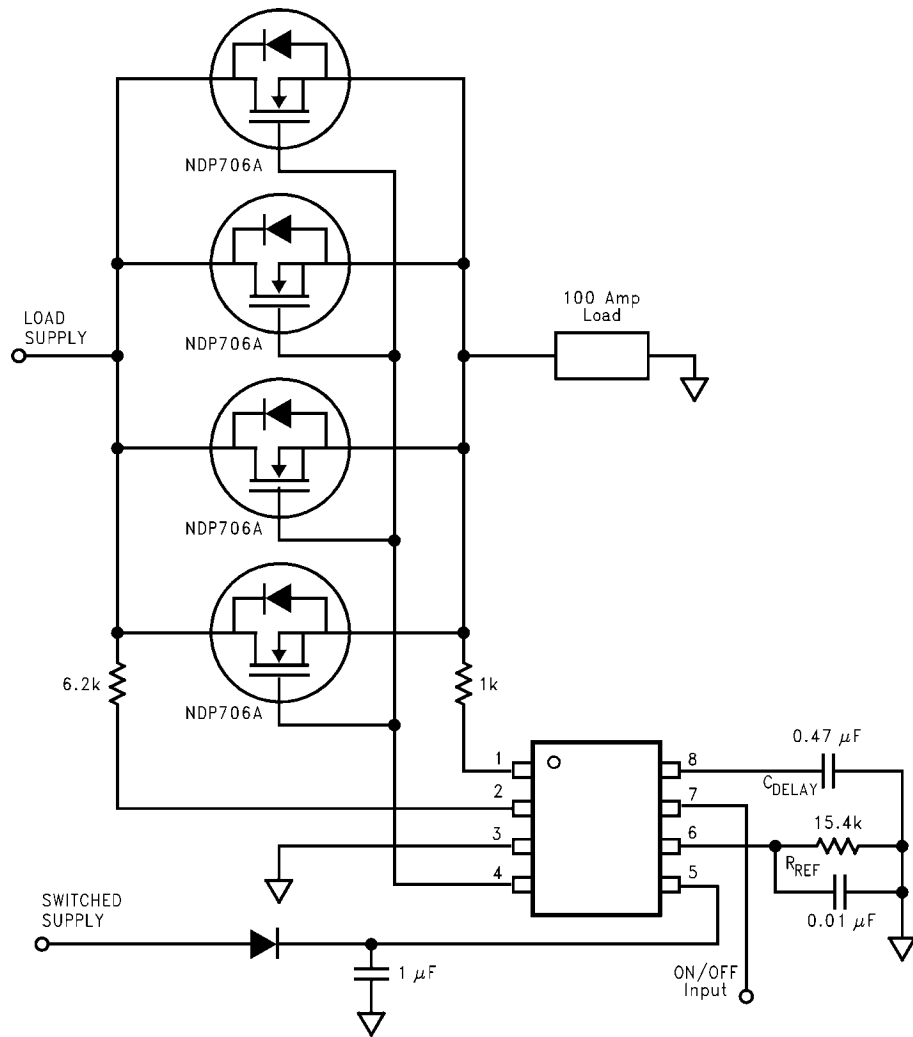 NDP706A
NDP706A
LOAD
SUPPLY
100 Amp
Load
NDP706A
NDP706A
6.2k
1k
1
2
3
4
8
7
6
5
0.47 μF
CDELAY
15.4k
RREF
0.01 μF
SWITCHED
SUPPLY
1 μF
ON/OFF
Input